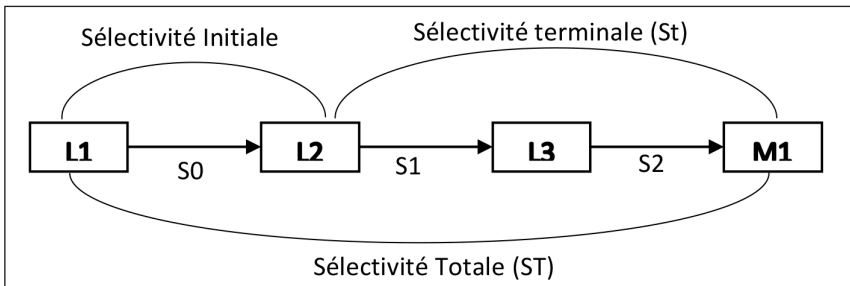 Sélectivité Initiale
Sélectivité terminale (St)
L1
L2
L3
M1
S0
S1
S2
Sélectivité Totale (ST)